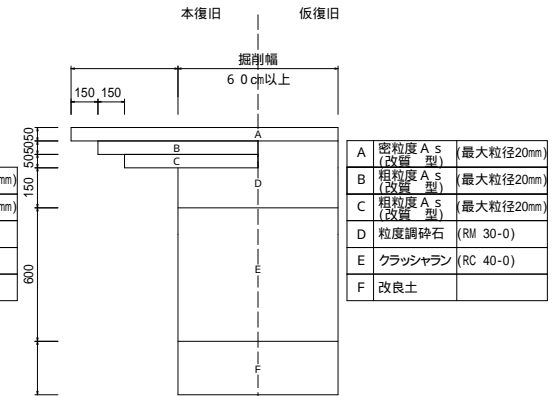 本復旧
仮復旧
掘削幅
60cm以上
150 150
50
50
50
150
600
A
B
C
D
E
F
mm)
mm)
A 密粒度As (改質 型) (最大粒径20mm)
B 粗粒度As (改質 型) (最大粒径20mm)
C 粗粒度As (改質 型) (最大粒径20mm)
D 粒度調砕石 (RM 30-0)
E クラッシャラン (RC 40-0)
F 改良土